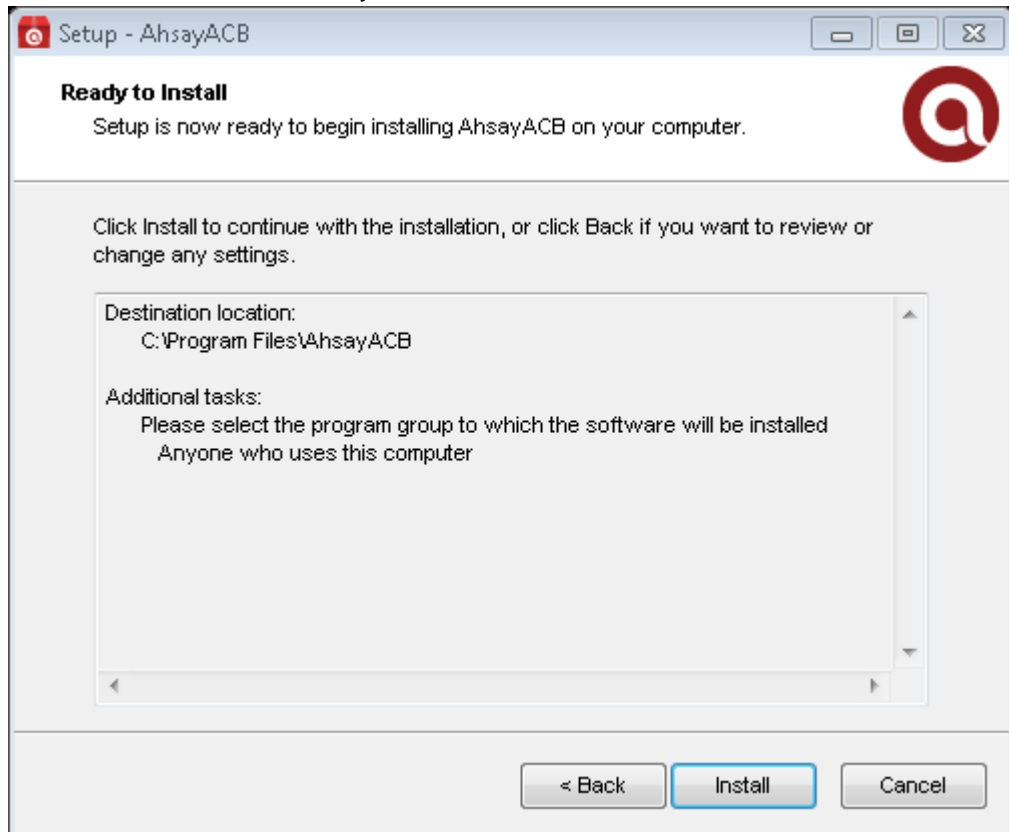 Setup - AhsayACB
Ready to Install
Setup is now ready to begin installing AhsayACB on your computer.
Click Install to continue with the installation, or click Back if you want to review or
change any settings.
Destination location:
C:\Program Files\AhsayACB
Additional tasks:
Please select the program group to which the software will be installed
Anyone who uses this computer
< Back
Install
Cancel